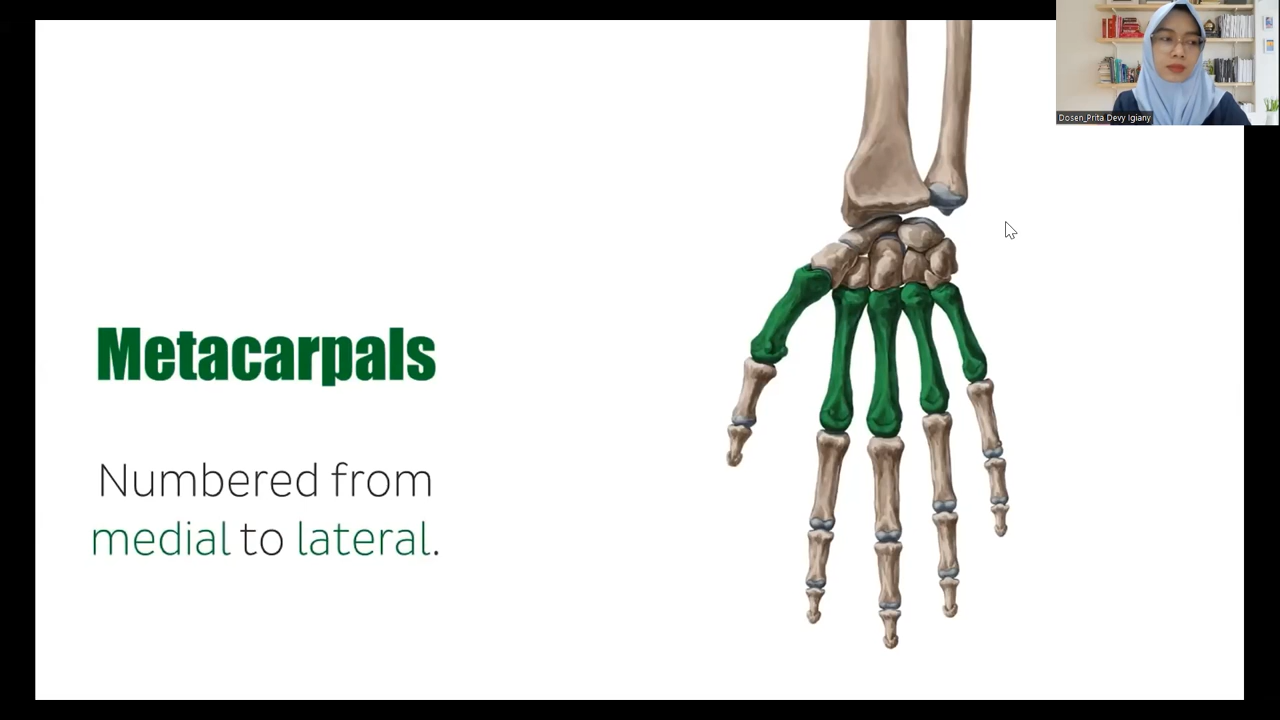 Dosen_Prita Devy Igiany
Metacarpals
Numbered from
medial to lateral.